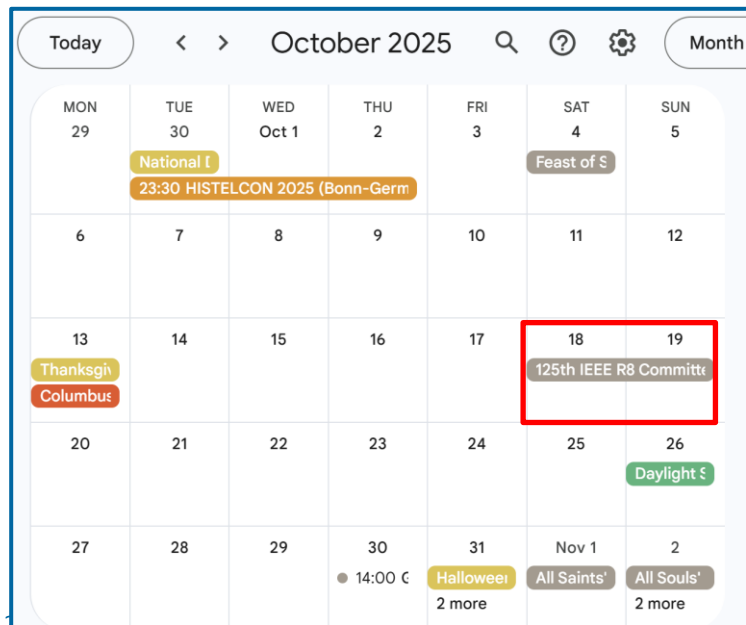 Today October 2025 Month
MON TUE WED THU FRI SAT SUN
29 30 Oct 1 2 3 4 5
National Feast of S
23:30 HISTELCON 2025 (Bonn-Germ
6 7 8 9 10 11 12
13 14 15 16 17 18 19
Thanksgiv 125th IEEE R8 Committe
Columbus
20 21 22 23 24 25 26
Daylight S
27 28 29 30 31 Nov 1 2
14:00 Halloween All Saints' All Souls'
2 more 2 more